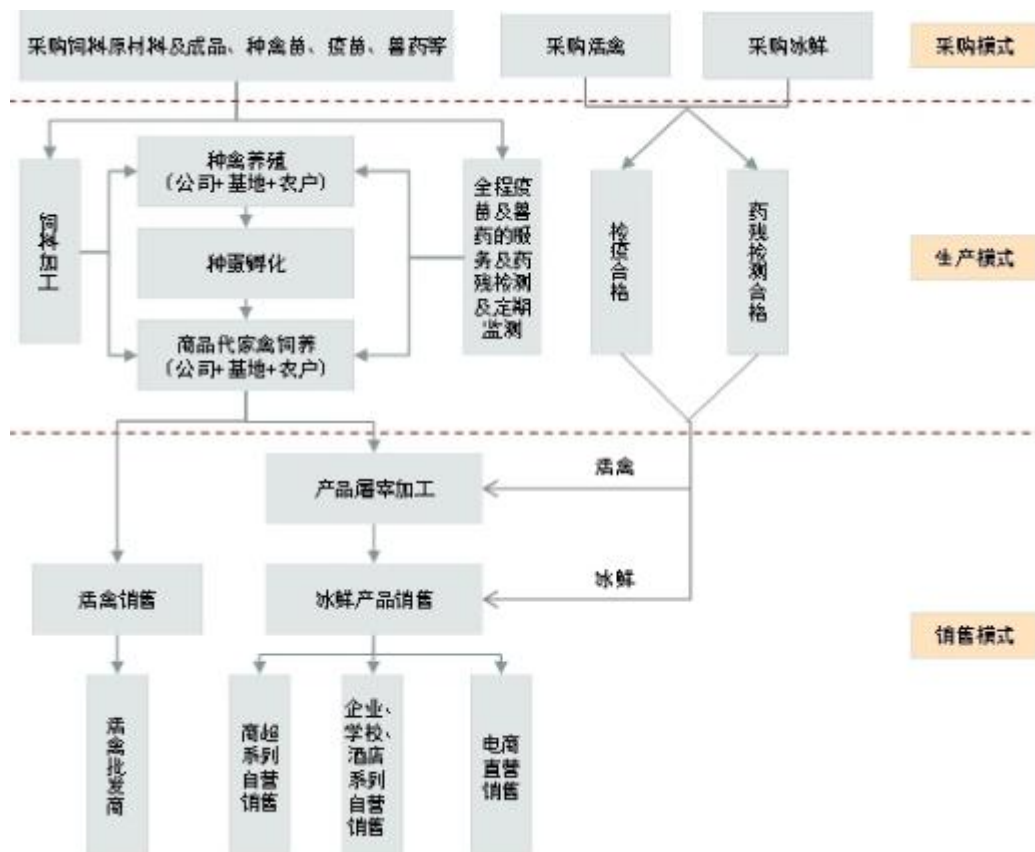 采购饲料原材料及成品、种禽苗、疫苗、兽药等
采购活禽
采购冰鲜
采购模式
饲料加工
种禽养殖
（公司+基地+农户）
种蛋孵化
商品代家禽饲养
（公司+基地+农户）
全程疫
苗及兽
药的服
务及药
残检测
及定期
监测
检疫合格
药残检测合格
生产模式
产品屠宰加工
活禽
冰鲜
活禽销售
冰鲜产品销售
销售模式
活禽批发商
商超
系列
自营
销售
企业、
学校、
酒店
系列
自营
销售
电商
直营
销售